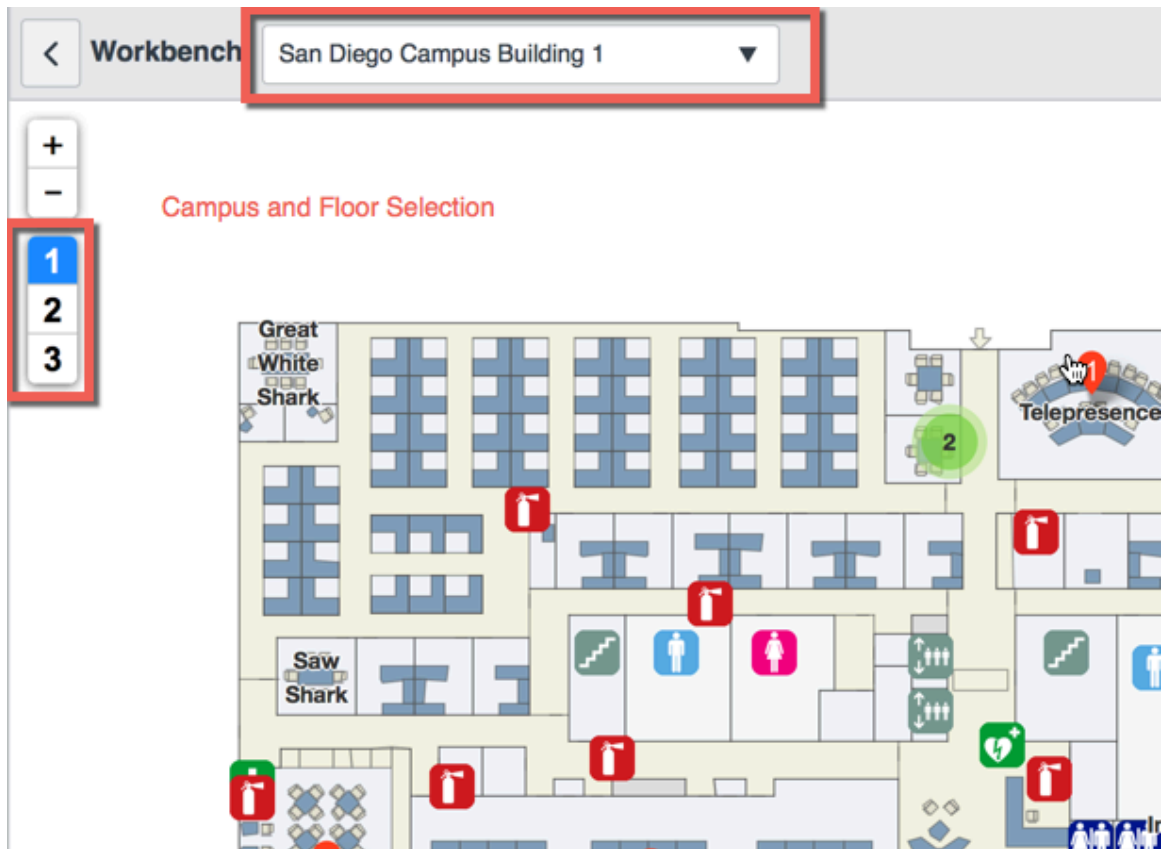 Workbench
San Diego Campus Building 1
+
−
Campus and Floor Selection
1
2
3
Great
White
Shark
1
Telepresence
2
Saw
Shark